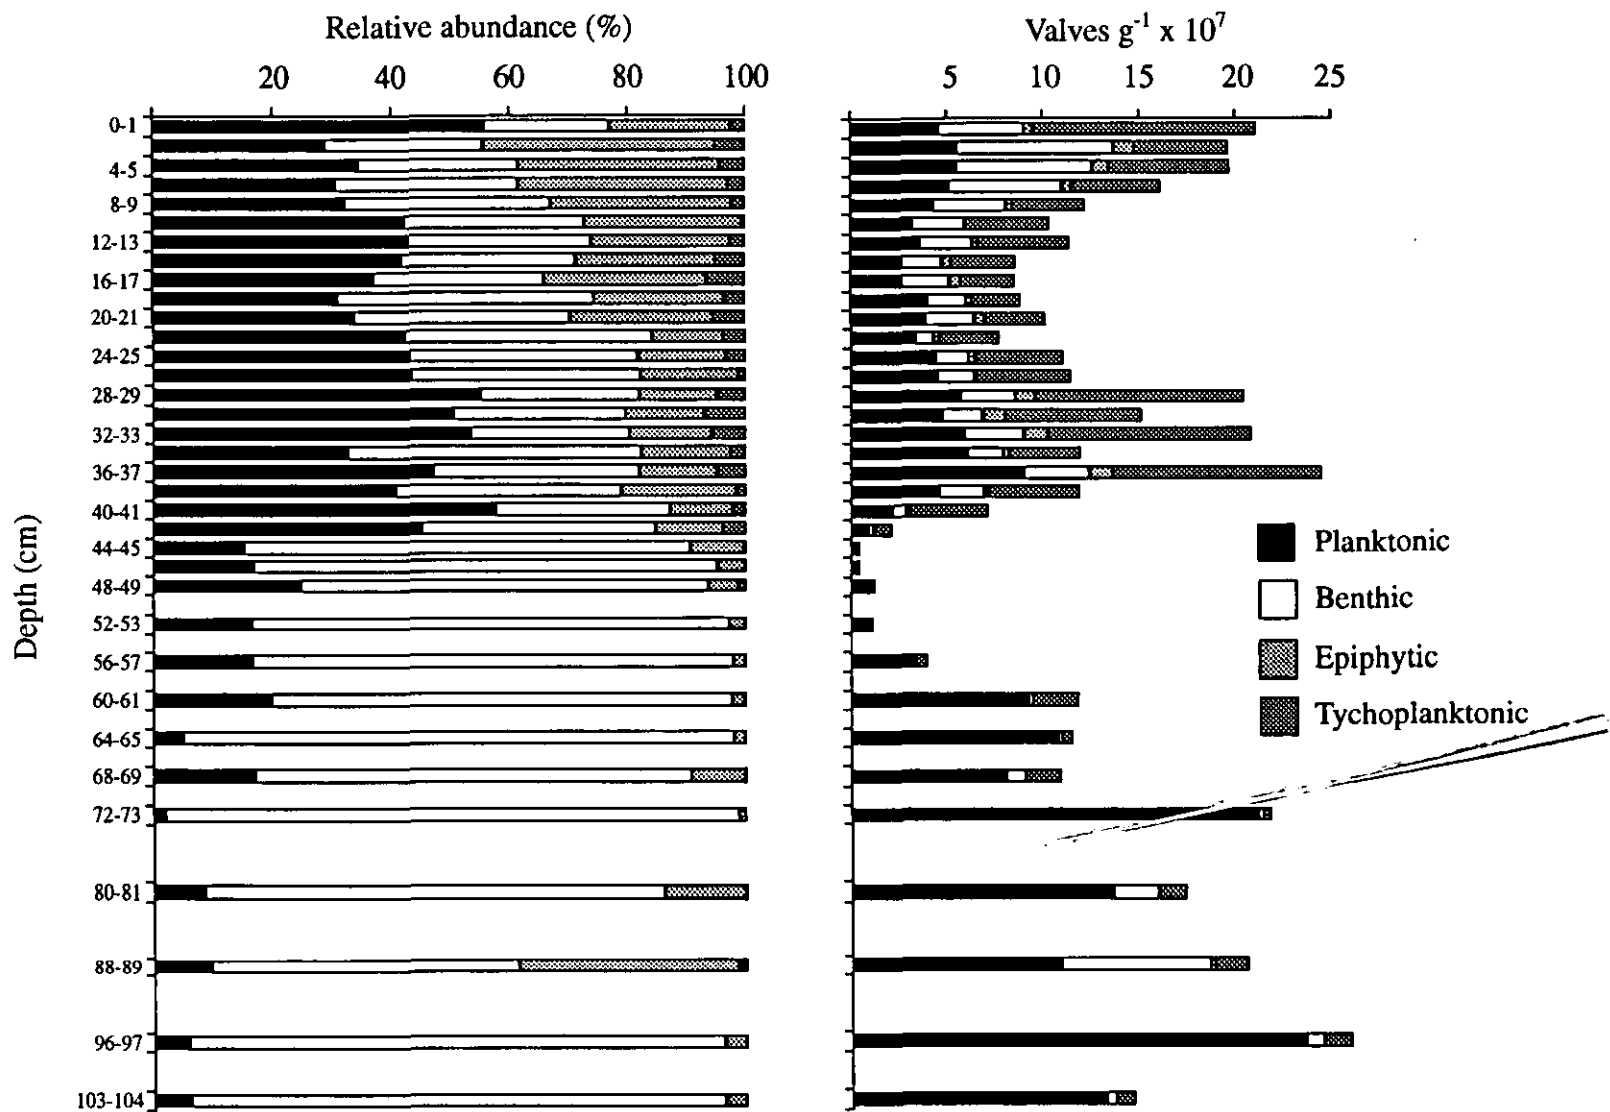 Relative abundance (%)
Valves g⁻¹ x 10⁷
20 40 60 80 100
5 10 15 20 25
0-1
4-5
8-9
12-13
16-17
20-21
24-25
28-29
32-33
36-37
40-41
44-45
48-49
52-53
56-57
60-61
64-65
68-69
72-73
80-81
88-89
96-97
103-104
Depth (cm)
Planktonic
Benthic
Epiphytic
Tychoplanktonic